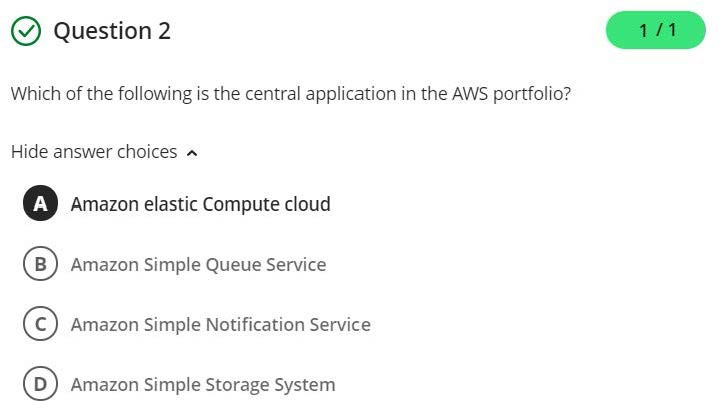 Question 2
1 / 1
Which of the following is the central application in the AWS portfolio?
Hide answer choices
A Amazon elastic Compute cloud
B Amazon Simple Queue Service
C Amazon Simple Notification Service
D Amazon Simple Storage System